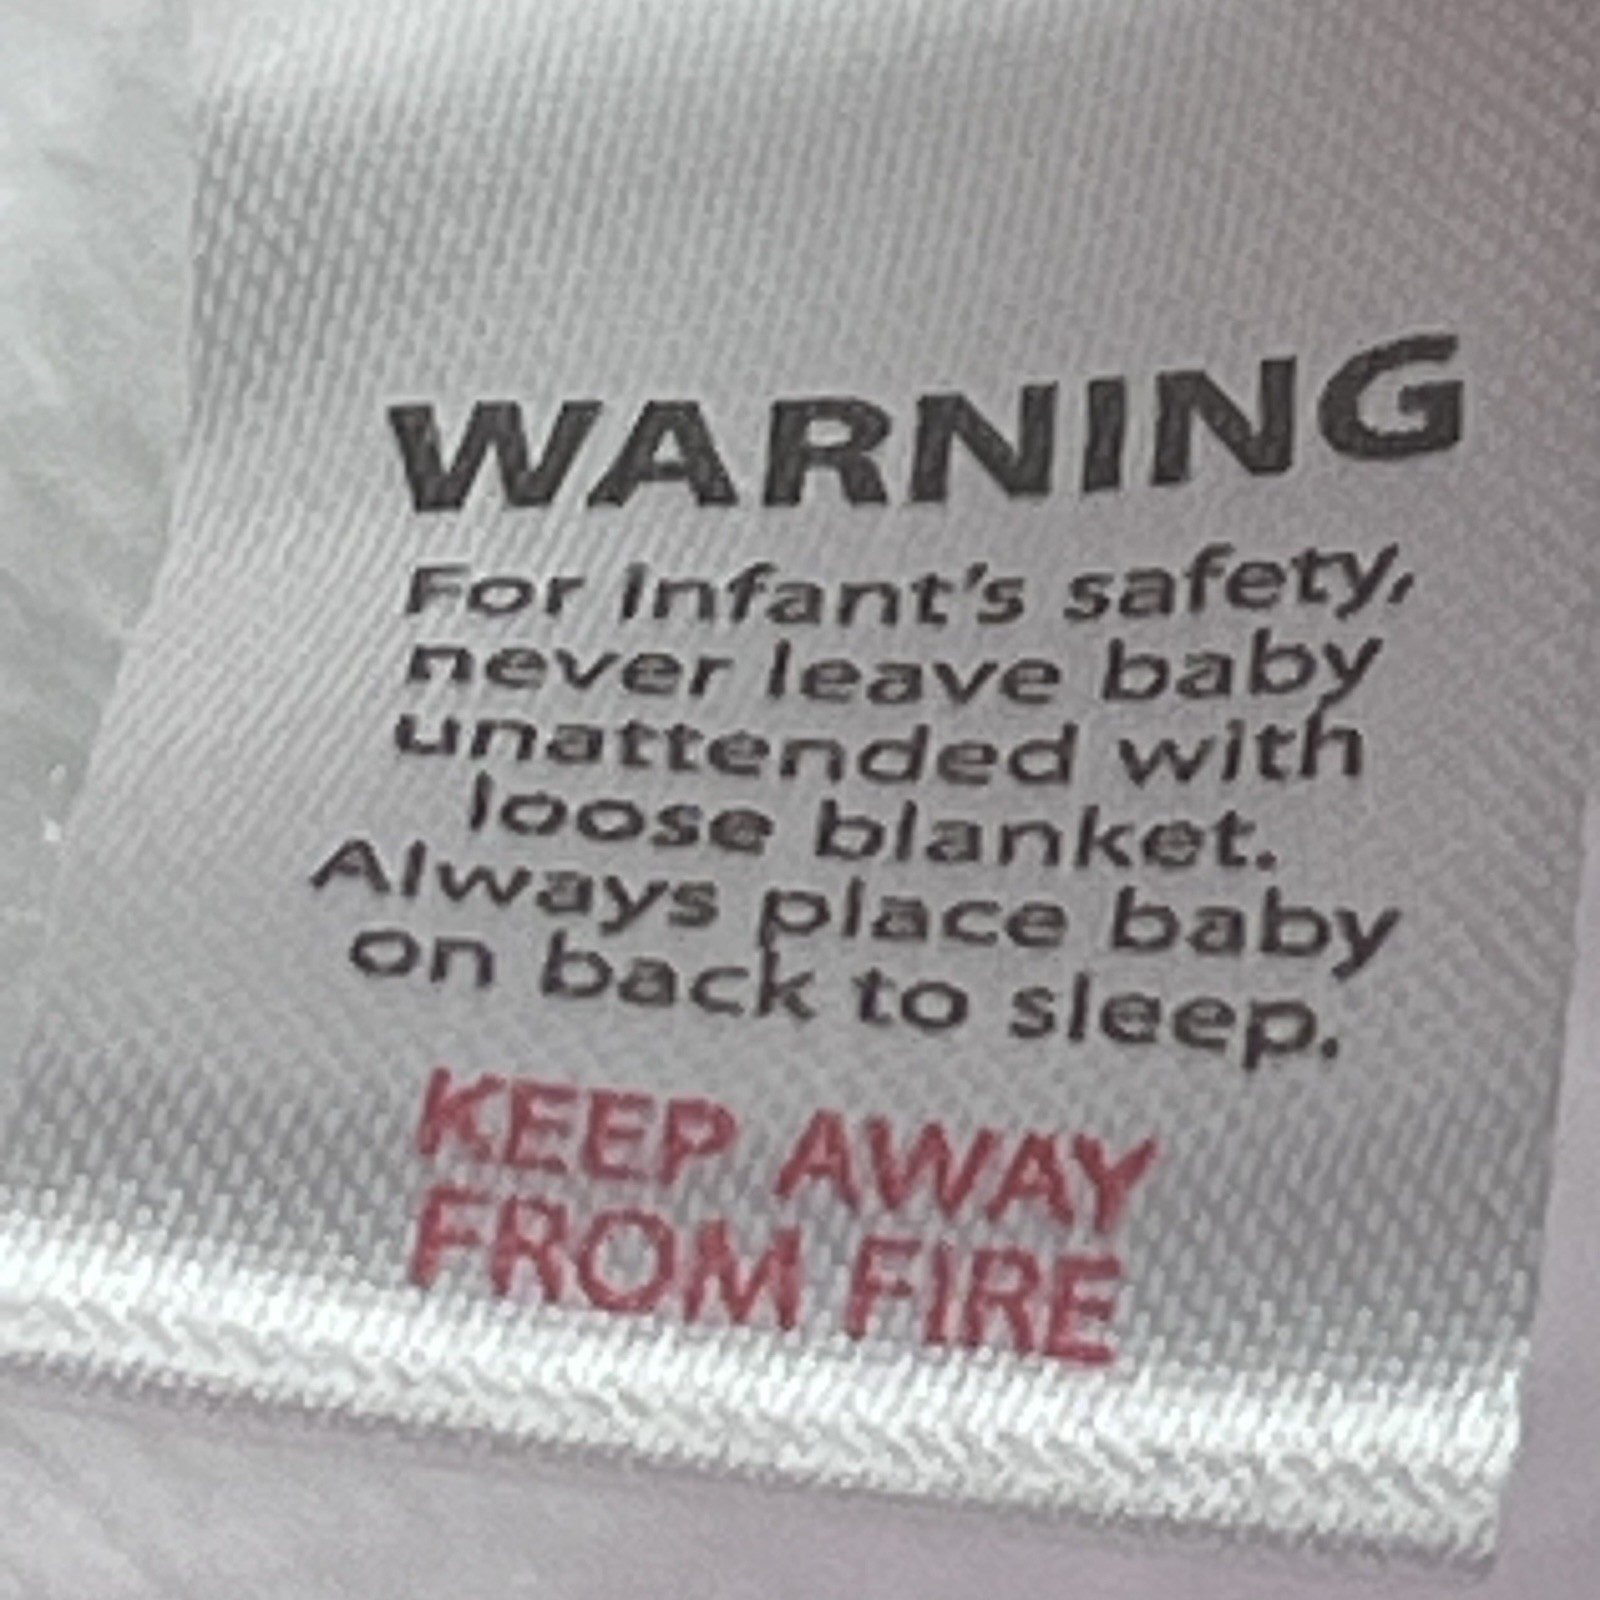 WARNING
For infant's safety,
never leave baby
unattended with
loose blanket.
Always place baby
on back to sleep.
KEEP AWAY
FROM FIRE